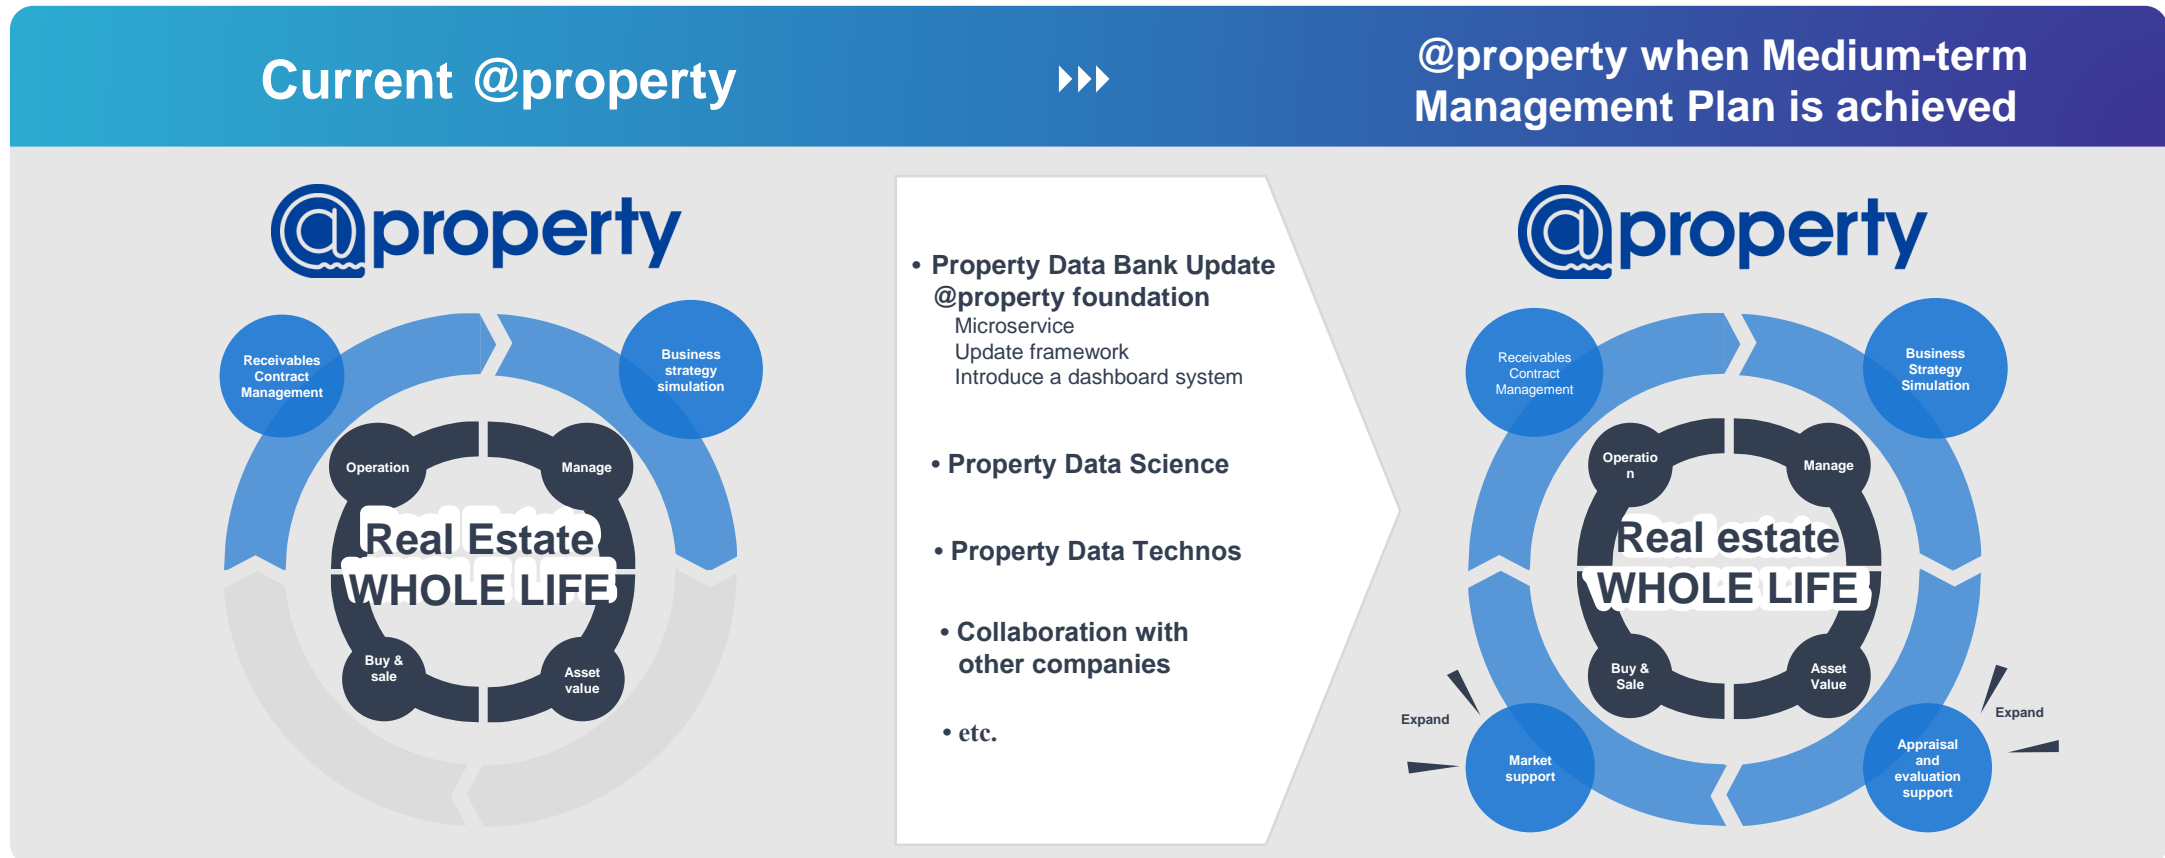 Current @property
@property when Medium-term
Management Plan is achieved
@property
Receivables
Contract
Management
Business
strategy
simulation
Operation
Manage
Real Estate
WHOLE LIFE
Buy &
sale
Asset
value
• Property Data Bank Update
@property foundation
Microservice
Update framework
Introduce a dashboard system
• Property Data Science
• Property Data Technos
• Collaboration with
other companies
• etc.
@property
Receivables
Contract
Management
Business
Strategy
Simulation
Operatio
n
Manage
Real estate
WHOLE LIFE
Buy &
Sale
Asset
Value
Expand
Expand
Market
support
Appraisal
and
evaluation
support